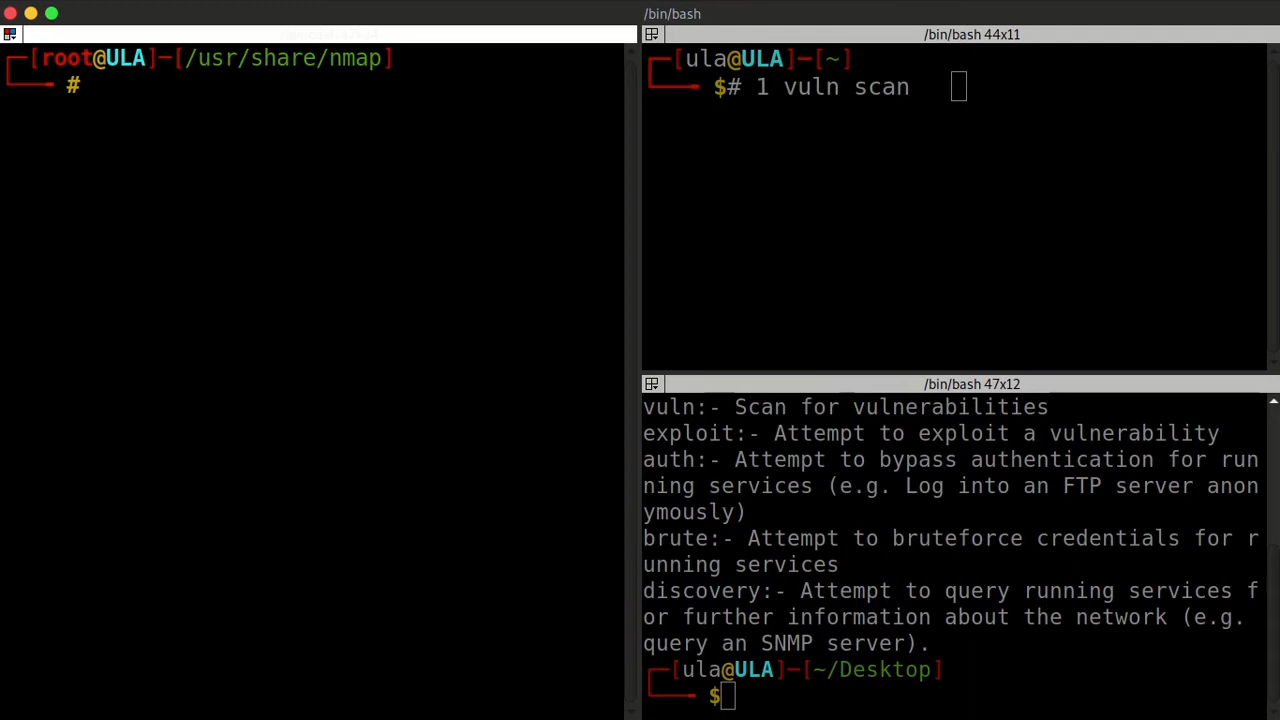 /bin/bash
┌─[root@ULA]─[/usr/share/nmap]
└──╼ #
/bin/bash 44x11
┌─[ula@ULA]─[~]
└──╼ $# 1 vuln scan
/bin/bash 47x12
vuln:- Scan for vulnerabilities
exploit:- Attempt to exploit a vulnerability
auth:- Attempt to bypass authentication for run
ning services (e.g. Log into an FTP server anon
ymously)
brute:- Attempt to bruteforce credentials for r
unning services
discovery:- Attempt to query running services f
or further information about the network (e.g.
query an SNMP server).
┌─[ula@ULA]─[~/Desktop]
└──╼ $